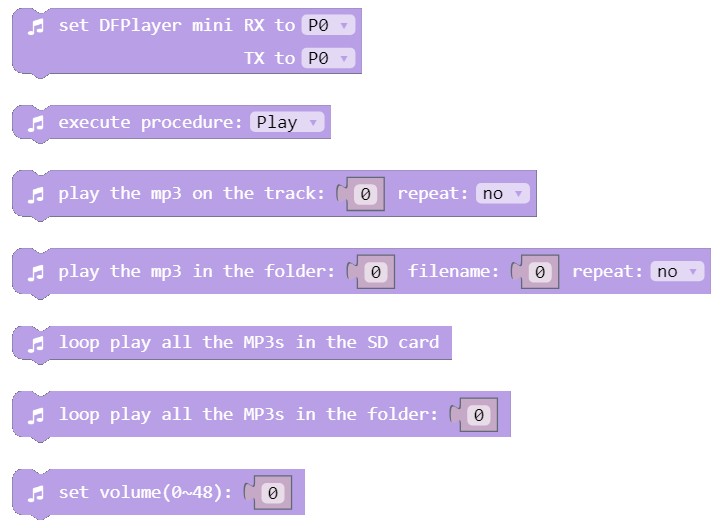 set DFPlayer mini RX to P0
TX to P0
execute procedure: Play
play the mp3 on the track: 0 repeat: no
play the mp3 in the folder: 0 filename: 0 repeat: no
loop play all the MP3s in the SD card
loop play all the MP3s in the folder: 0
set volume(0~48): 0